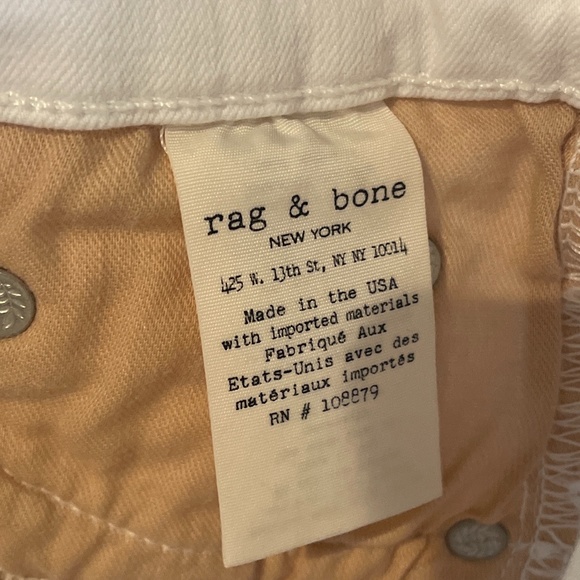 rag & bone
NEW YORK
425 W. 13th St, NY NY 10014
Made in the USA
with imported materials
Fabriqué Aux
Etats-Unis avec des
matériaux importés
RN # 108879